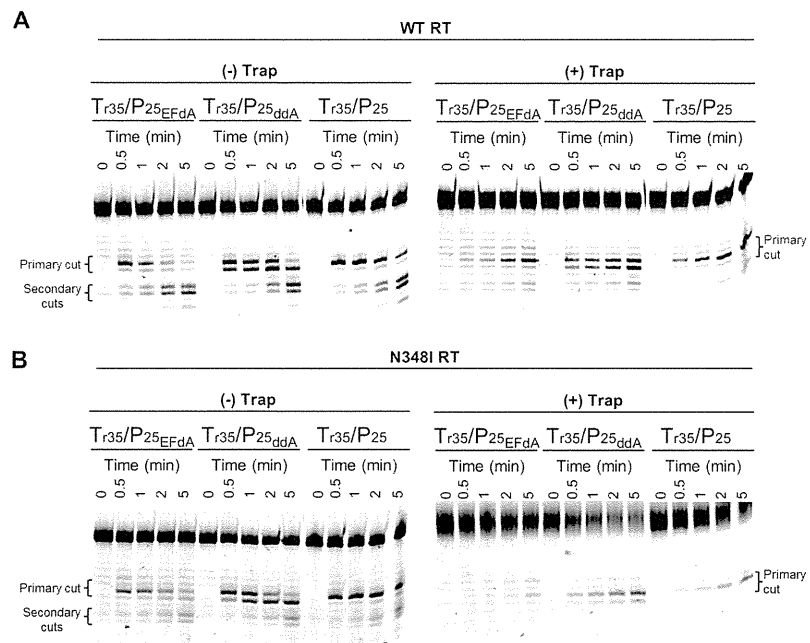 A
WT RT
(-) Trap
(+) Trap
Tr35/P25EFdA Tr35/P25ddA Tr35/P25
Tr35/P25EFdA Tr35/P25ddA Tr35/P25
Time (min) Time (min) Time (min)
Time (min) Time (min) Time (min)
0 0.5 1 2 5 0 0.5 1 2 5 0 0.5 1 2 5
0 0.5 1 2 5 0 0.5 1 2 5 0 0.5 1 2 5
Primary cut
Secondary
cuts
Primary
cut
B
N348I RT
(-) Trap
(+) Trap
Tr35/P25EFdA Tr35/P25ddA Tr35/P25
Tr35/P25EFdA Tr35/P25ddA Tr35/P25
Time (min) Time (min) Time (min)
Time (min) Time (min) Time (min)
0 0.5 1 2 5 0 0.5 1 2 5 0 0.5 1 2 5
0 0.5 1 2 5 0 0.5 1 2 5 0 0.5 1 2 5
Primary cut
Secondary
cuts
Primary
cut